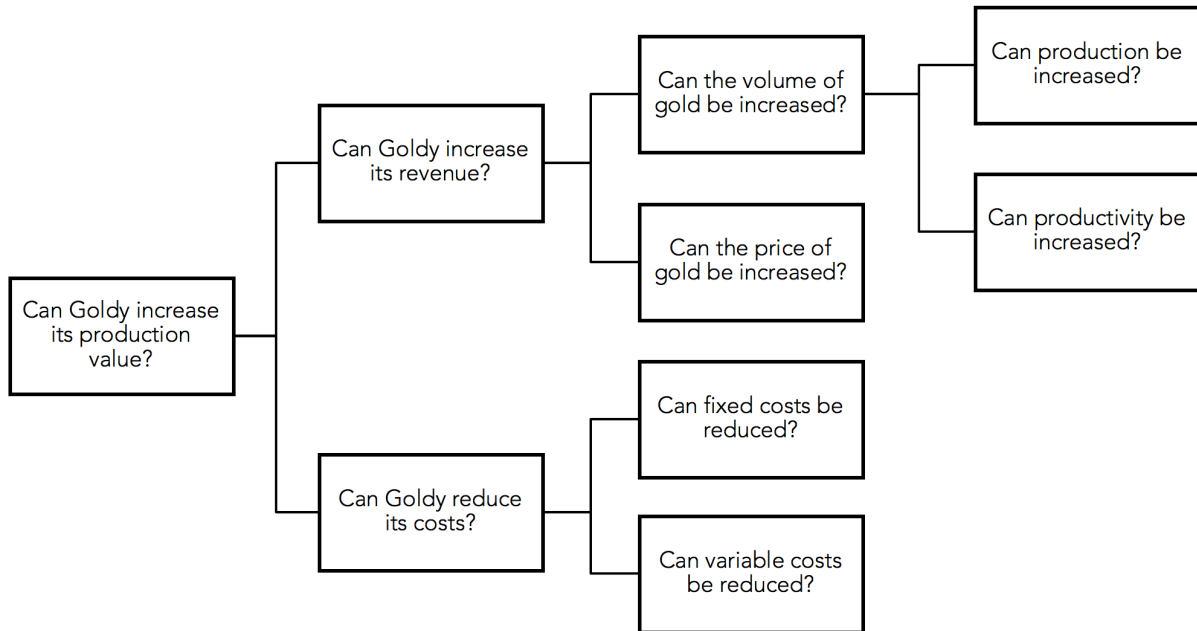 Can Goldy increase
its production
value?
Can Goldy increase
its revenue?
Can the volume of
gold be increased?
Can production be
increased?
Can productivity be
increased?
Can the price of
gold be increased?
Can Goldy reduce
its costs?
Can fixed costs be
reduced?
Can variable costs
be reduced?